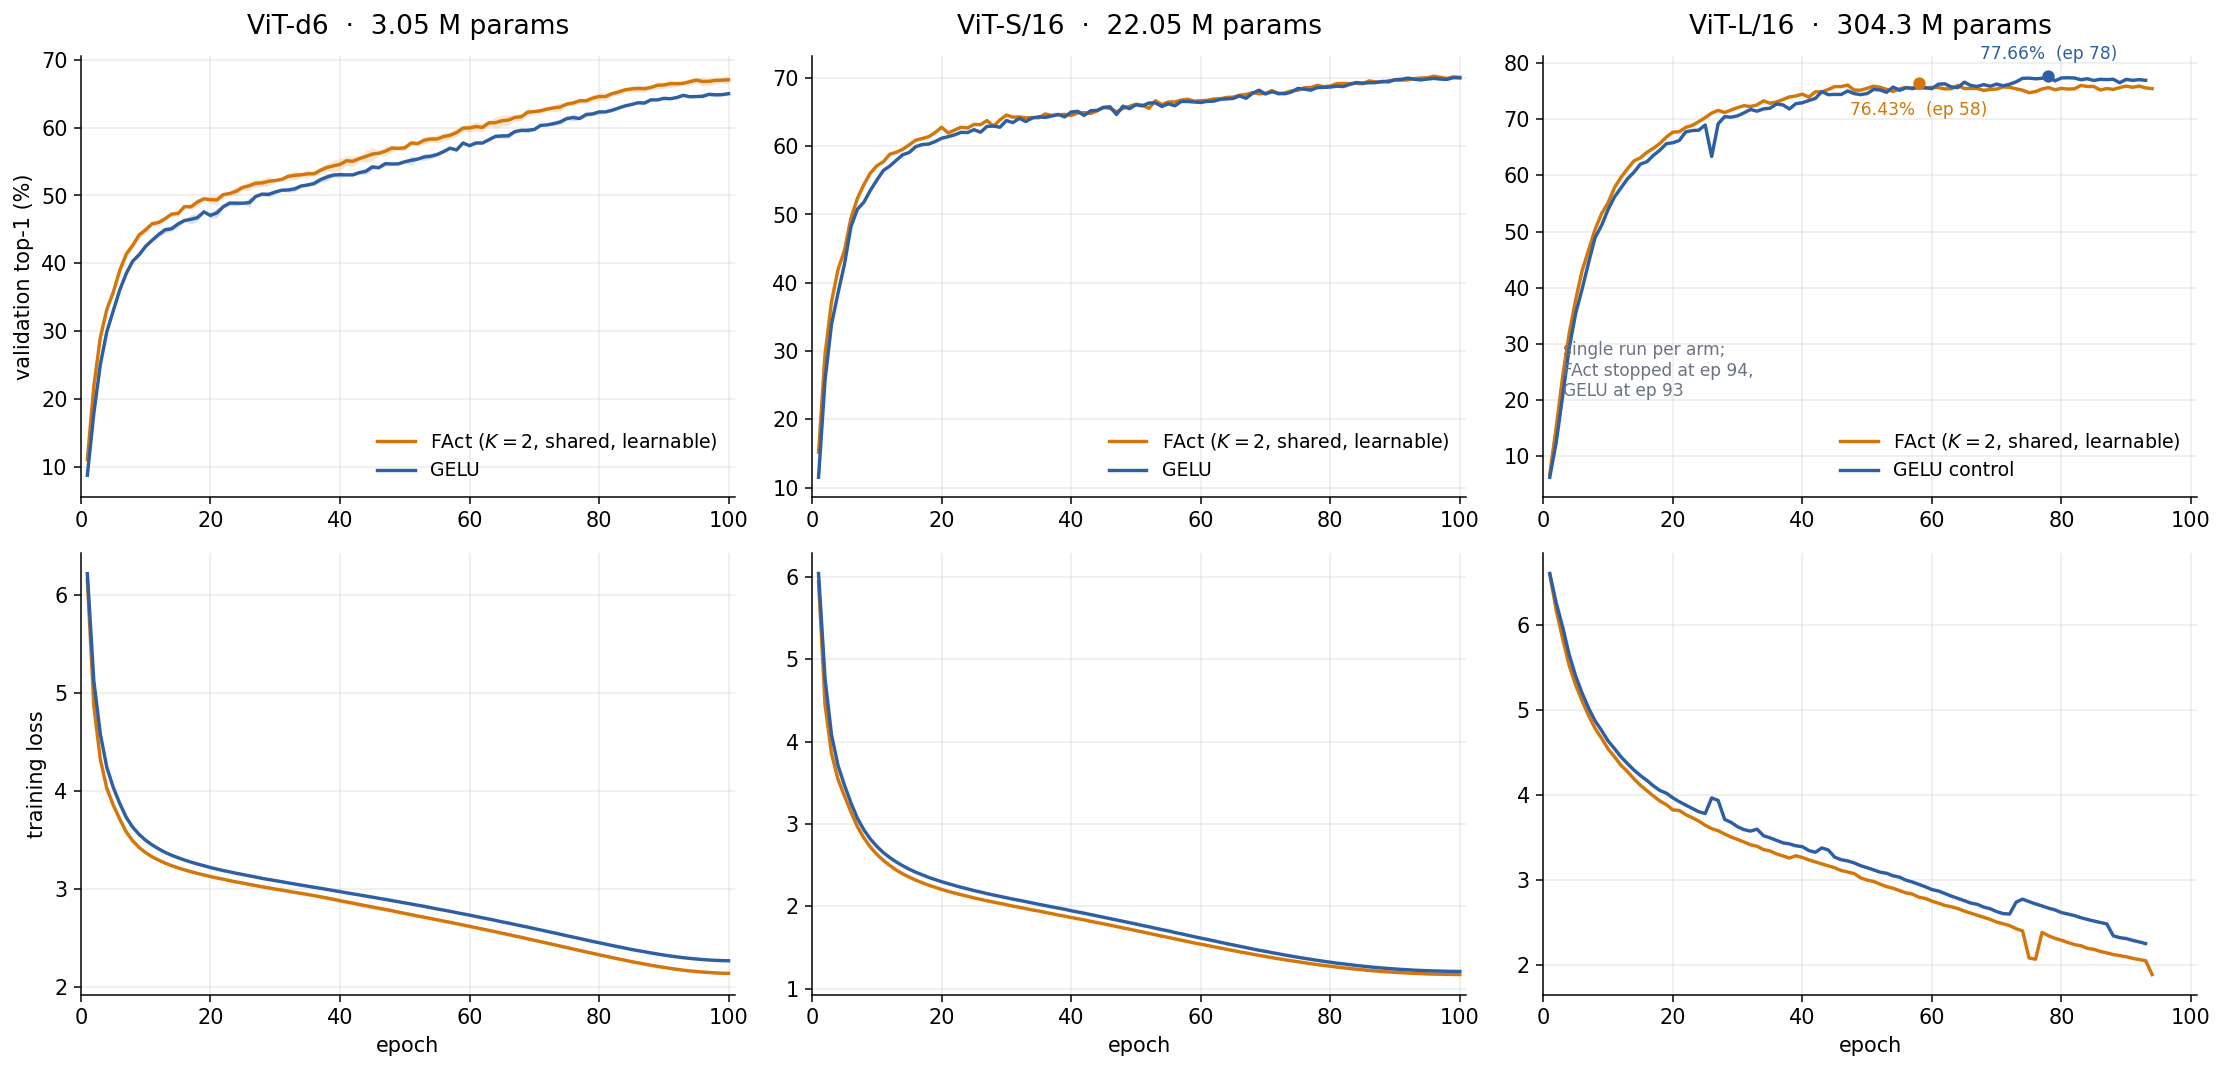 ViT-d6 · 3.05 M params
validation top-1 (%)
70
60
50
40
30
20
10
0 20 40 60 80 100
FAct (K = 2, shared, learnable)
GELU
ViT-S/16 · 22.05 M params
70
60
50
40
30
20
10
0 20 40 60 80 100
FAct (K = 2, shared, learnable)
GELU
ViT-L/16 · 304.3 M params
80
70
60
50
40
30
20
10
0 20 40 60 80 100
77.66% (ep 78)
76.43% (ep 58)
single run per arm;
FAct stopped at ep 94,
GELU at ep 93
FAct (K = 2, shared, learnable)
GELU control
training loss
6
5
4
3
2
0 20 40 60 80 100
epoch
6
5
4
3
2
1
0 20 40 60 80 100
epoch
6
5
4
3
2
0 20 40 60 80 100
epoch